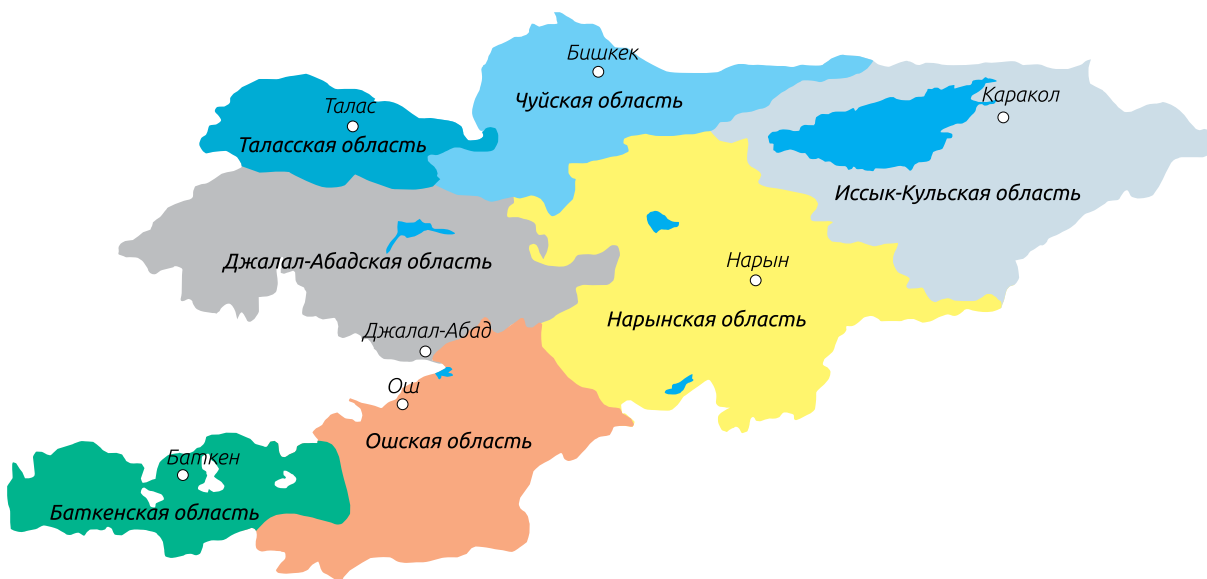 Бишкек
Чуйская область
Талас
Таласская область
Каракол
Иссык-Кульская область
Джалал-Абадская область
Нарын
Нарынская область
Джалал-Абад
Ош
Ошская область
Баткен
Баткенская область